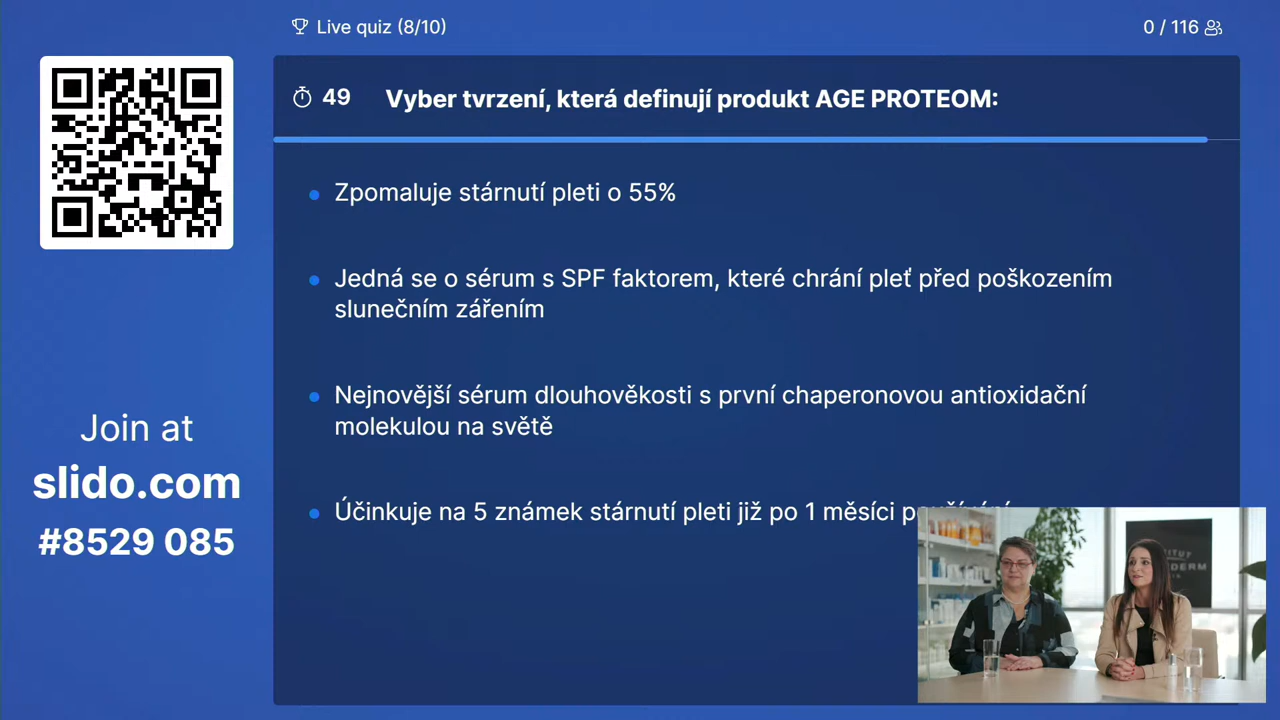 Live quiz (8/10)
0 / 116
49
Vyber tvrzení, která definují produkt AGE PROTEOM:
Zpomaluje stárnutí pleti o 55%
Jedná se o sérum s SPF faktorem, které chrání pleť před poškozením
slunečním zářením
Nejnovější sérum dlouhověkosti s první chaperonovou antioxidační
molekulou na světě
Účinkuje na 5 známek stárnutí pleti již po 1 měsíci
Join at
slido.com
#8529 085